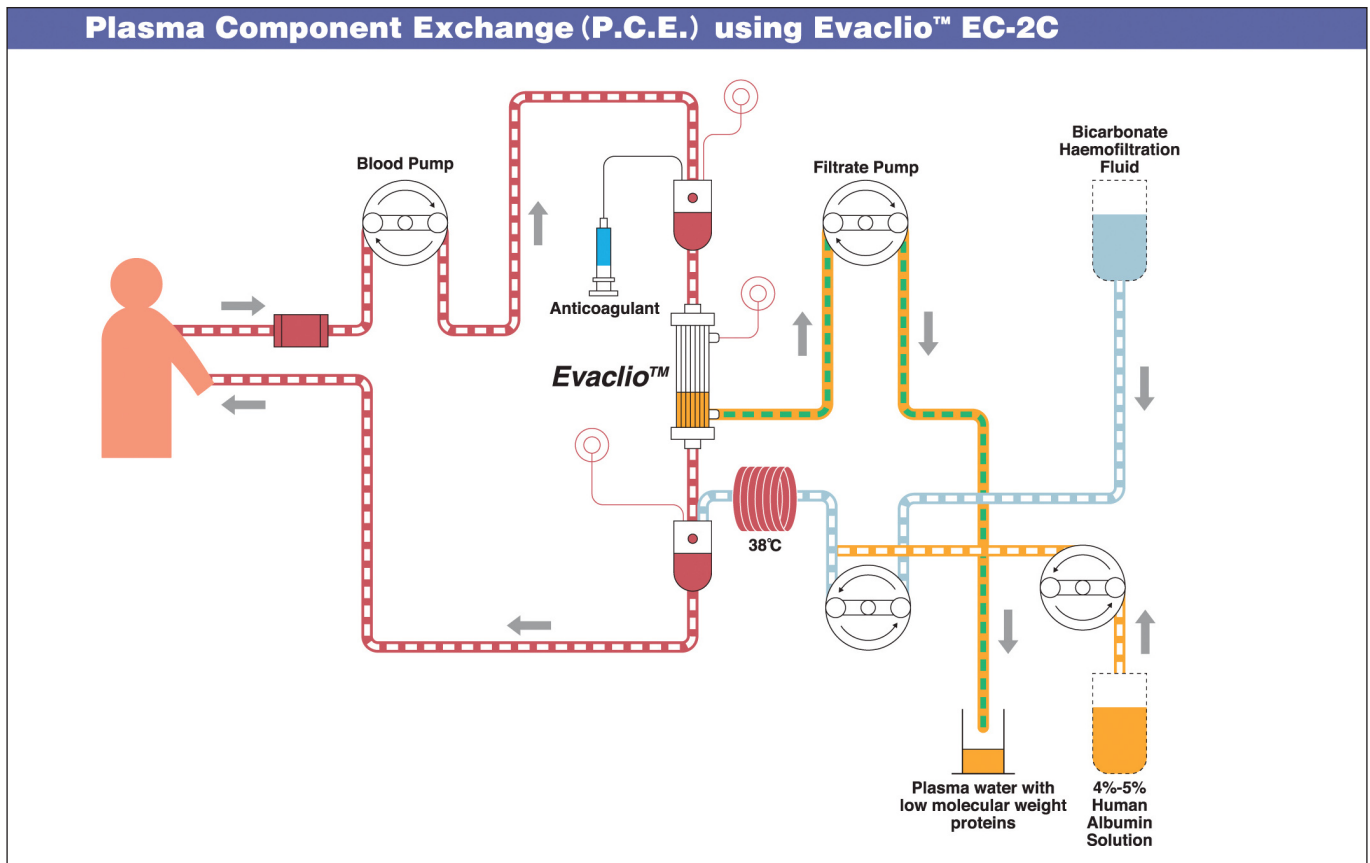 Plasma Component Exchange (P.C.E.) using Evaclio™ EC-2C
Blood Pump
Filtrate Pump
Bicarbonate
Haemofiltration
Fluid
Anticoagulant
Evaclio™
38℃
Plasma water with
low molecular weight
proteins
4%-5%
Human
Albumin
Solution